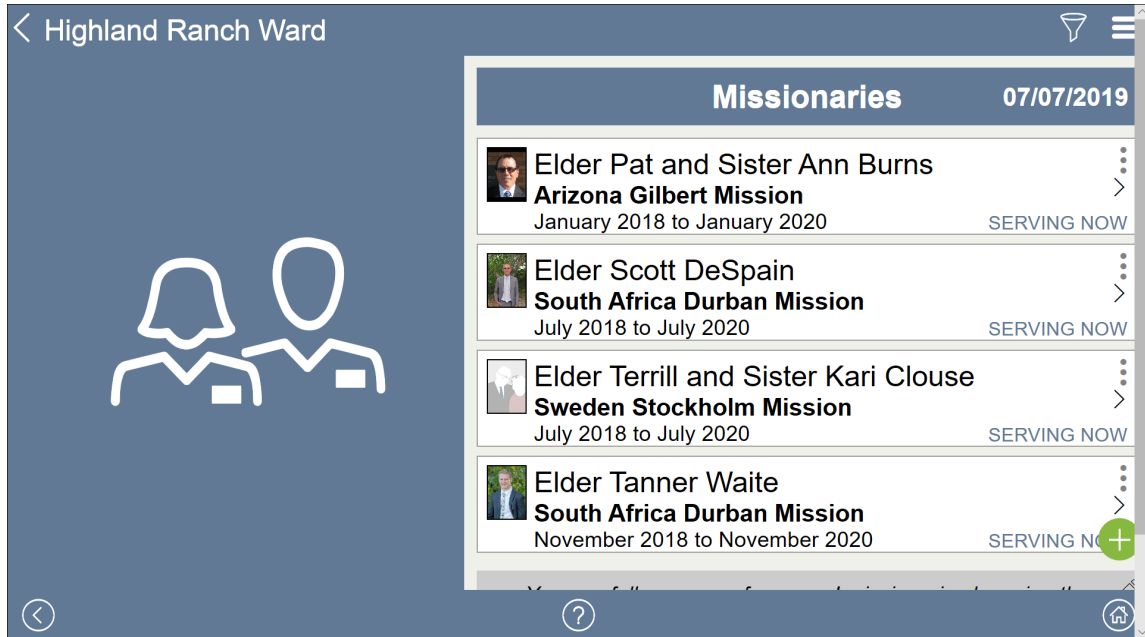 Highland Ranch Ward
Missionaries 07/07/2019
Elder Pat and Sister Ann Burns
Arizona Gilbert Mission
January 2018 to January 2020
SERVING NOW
Elder Scott DeSpain
South Africa Durban Mission
July 2018 to July 2020
SERVING NOW
Elder Terrill and Sister Kari Clouse
Sweden Stockholm Mission
July 2018 to July 2020
SERVING NOW
Elder Tanner Waite
South Africa Durban Mission
November 2018 to November 2020
SERVING